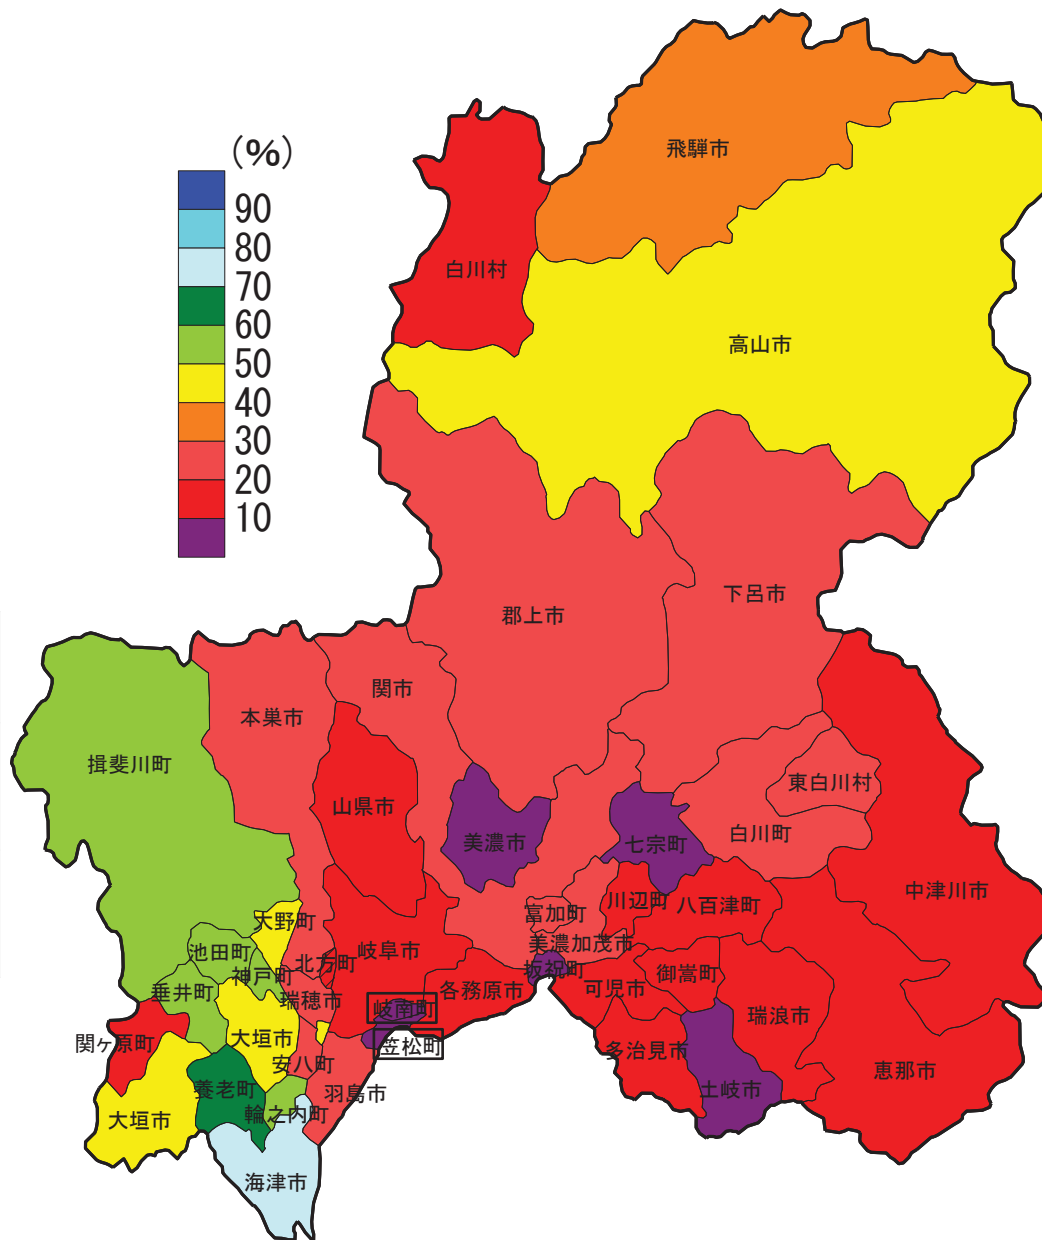 (%)
90
80
70
60
50
40
30
20
10
飛騨市
白川村
高山市
下呂市
郡上市
関市
本巣市
揖斐川町
東白川村
山県市
白川町
美濃市
七宗町
中津川市
川辺町
八百津町
富加町
大野町
美濃加茂市
池田町
岐阜市
北方町
坂祝町
神戸町
御嵩町
可児市
各務原市
垂井町
瑞穂市
岐南町
瑞浪市
大垣市
関ヶ原町
笠松町
多治見市
安八町
恵那市
養老町
土岐市
羽島市
輪之内町
大垣市
海津市